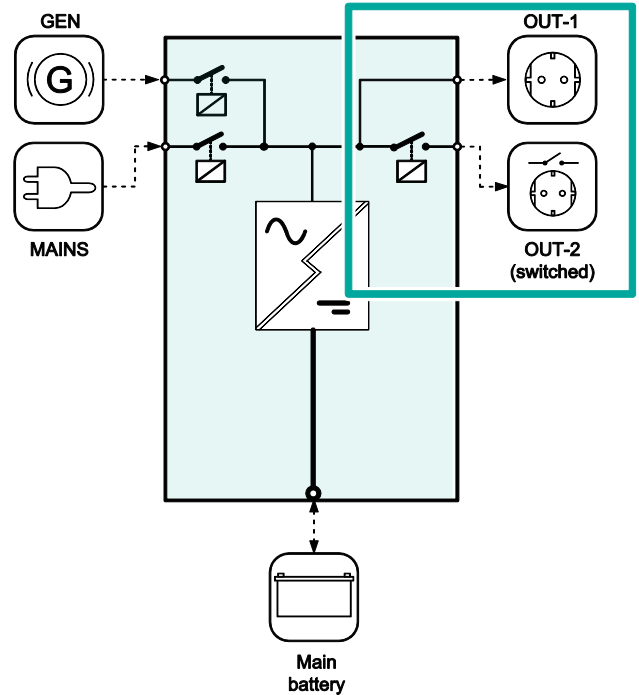 GEN
OUT-1
G
MAINS
OUT-2
(switched)
Main
battery